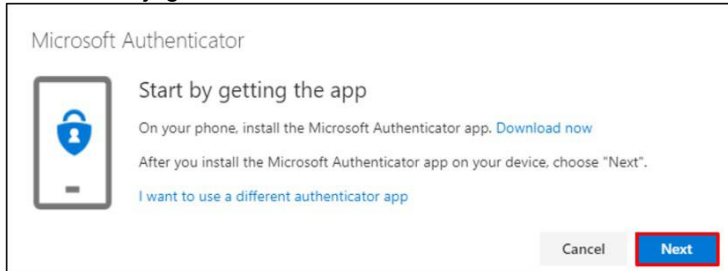 Microsoft Authenticator
Start by getting the app
On your phone, install the Microsoft Authenticator app. Download now
After you install the Microsoft Authenticator app on your device, choose "Next".
I want to use a different authenticator app
Cancel Next